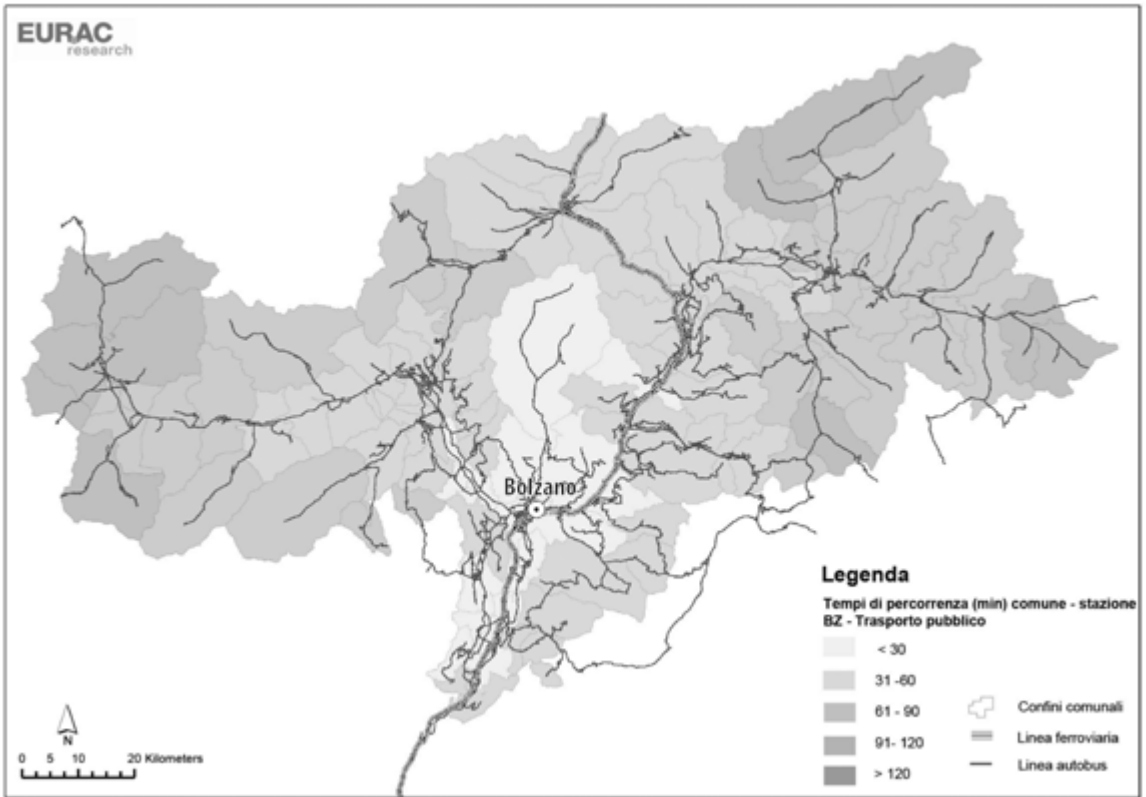 EURAC
research
Bolzano
Legenda
Tempi di percorrenza (min) comune - stazione
BZ - Trasporto pubblico
< 30
31 -60
61 - 90
91- 120
> 120
Confini comunali
Linea ferroviaria
Linea autobus
N
0 5 10 20 Kilometers